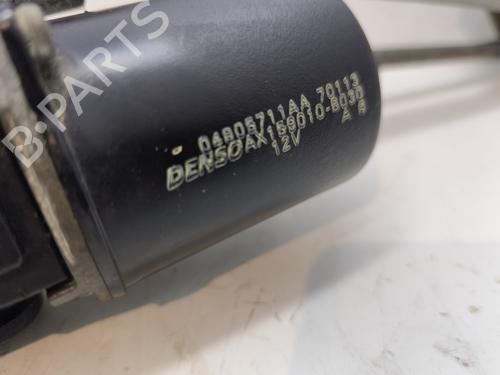 04805711AA 70113
DENSO AX159010-8030
12V A 8
B-PARTS